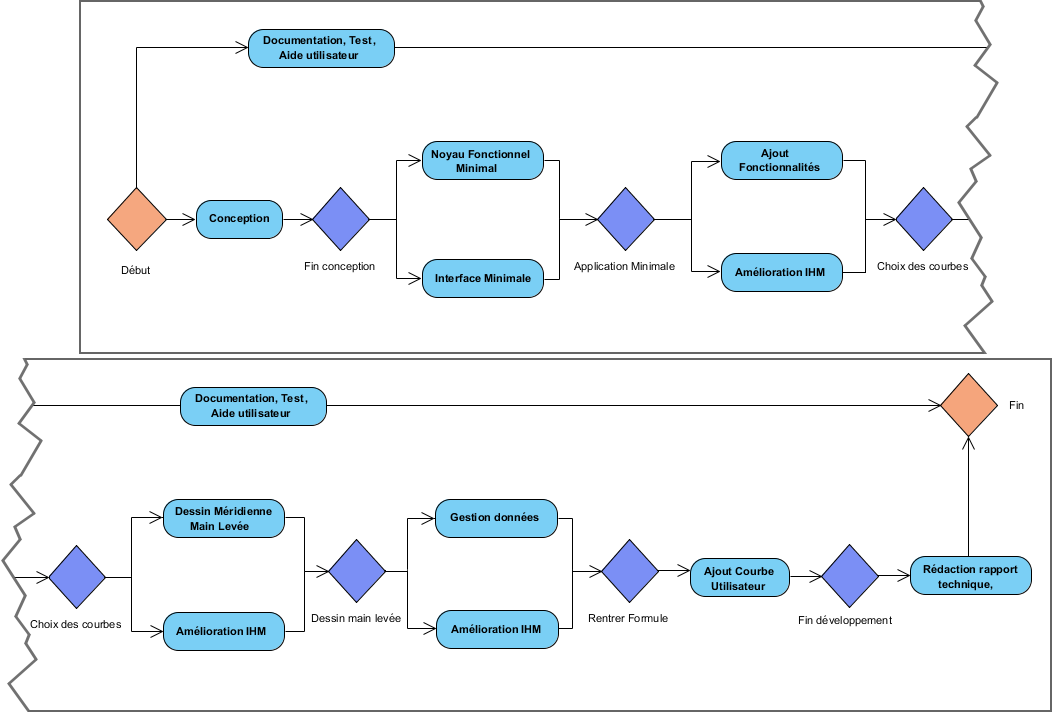 Documentation, Test,
Aide utilisateur
Noyau Fonctionnel
Minimal
Ajout
Fonctionnalités
Conception
Début
Fin conception
Application Minimale
Choix des courbes
Interface Minimale
Amélioration IHM
Documentation, Test,
Aide utilisateur
Fin
Dessin Méridienne
Main Levée
Gestion données
Ajout Courbe
Utilisateur
Rédaction rapport
technique,
Choix des courbes
Dessin main levée
Rentrer Formule
Fin développement
Amélioration IHM
Amélioration IHM